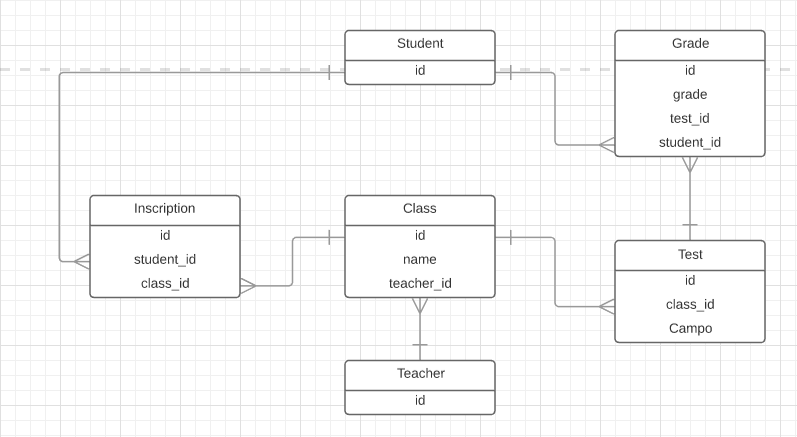 Student
id
Grade
id
grade
test_id
student_id
Inscription
id
student_id
class_id
Class
id
name
teacher_id
Test
id
class_id
Campo
Teacher
id